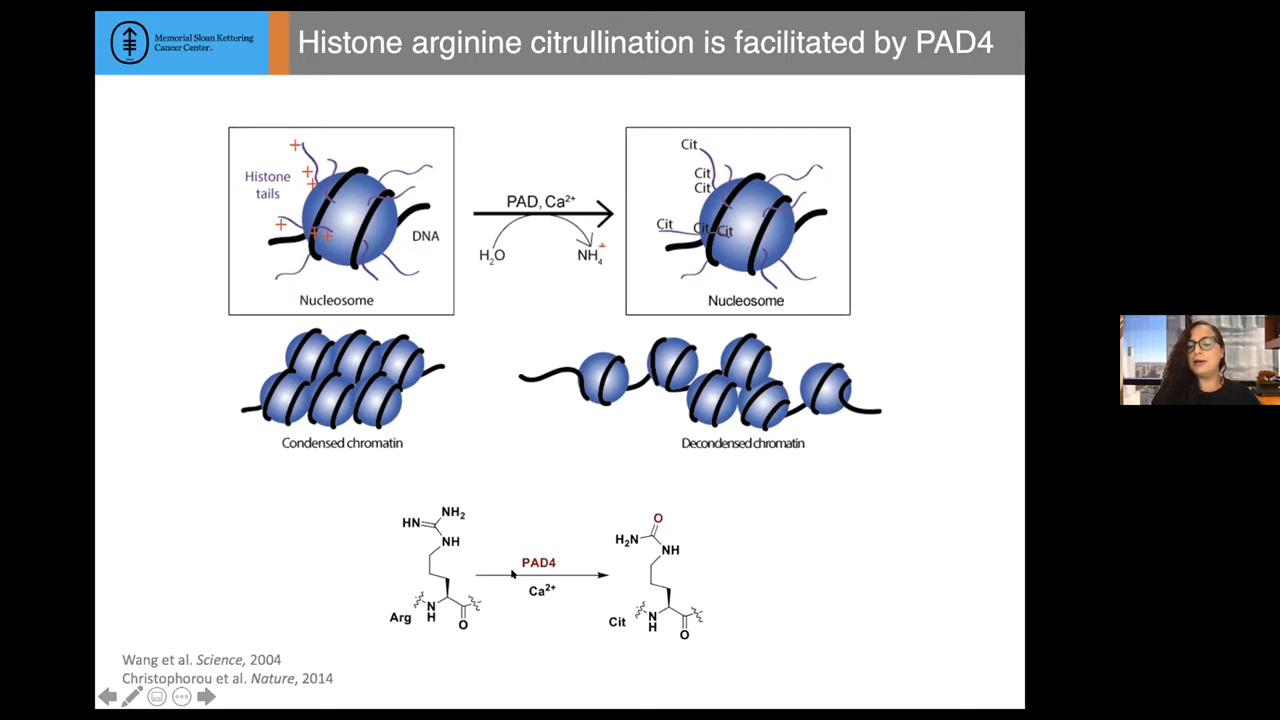 Memorial Sloan Kettering
Cancer Center
Histone arginine citrullination is facilitated by PAD4
Histone
tails
+
+
+
+
+
+
DNA
Nucleosome
PAD, Ca²⁺
H₂O
NH₄⁺
Cit
Cit
Cit
Cit
Cit
Cit
Nucleosome
Condensed chromatin
Decondensed chromatin
HN
NH₂
NH
Arg
N
H
O
PAD4
Ca²⁺
O
H₂N
NH
Cit
N
H
O
Wang et al. Science, 2004
Christophorou et al. Nature, 2014